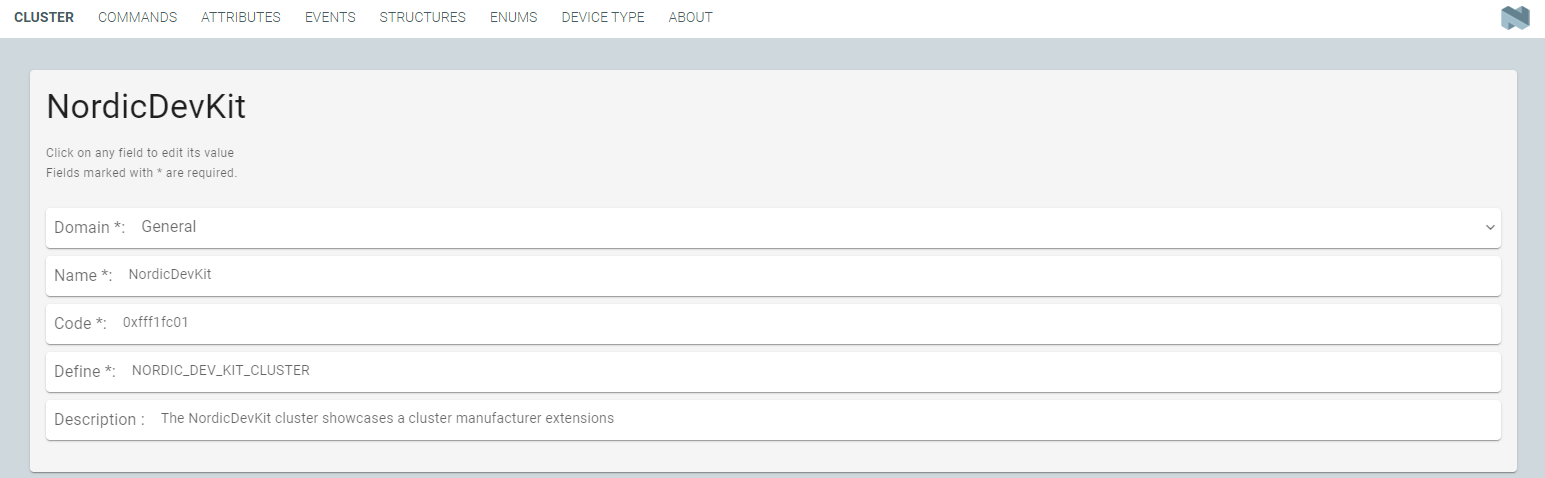 CLUSTER COMMANDS ATTRIBUTES EVENTS STRUCTURES ENUMS DEVICE TYPE ABOUT
NordicDevKit
Click on any field to edit its value
Fields marked with * are required.
Domain *: General
Name *: NordicDevKit
Code *: 0xfff1fc01
Define *: NORDIC_DEV_KIT_CLUSTER
Description : The NordicDevKit cluster showcases a cluster manufacturer extensions